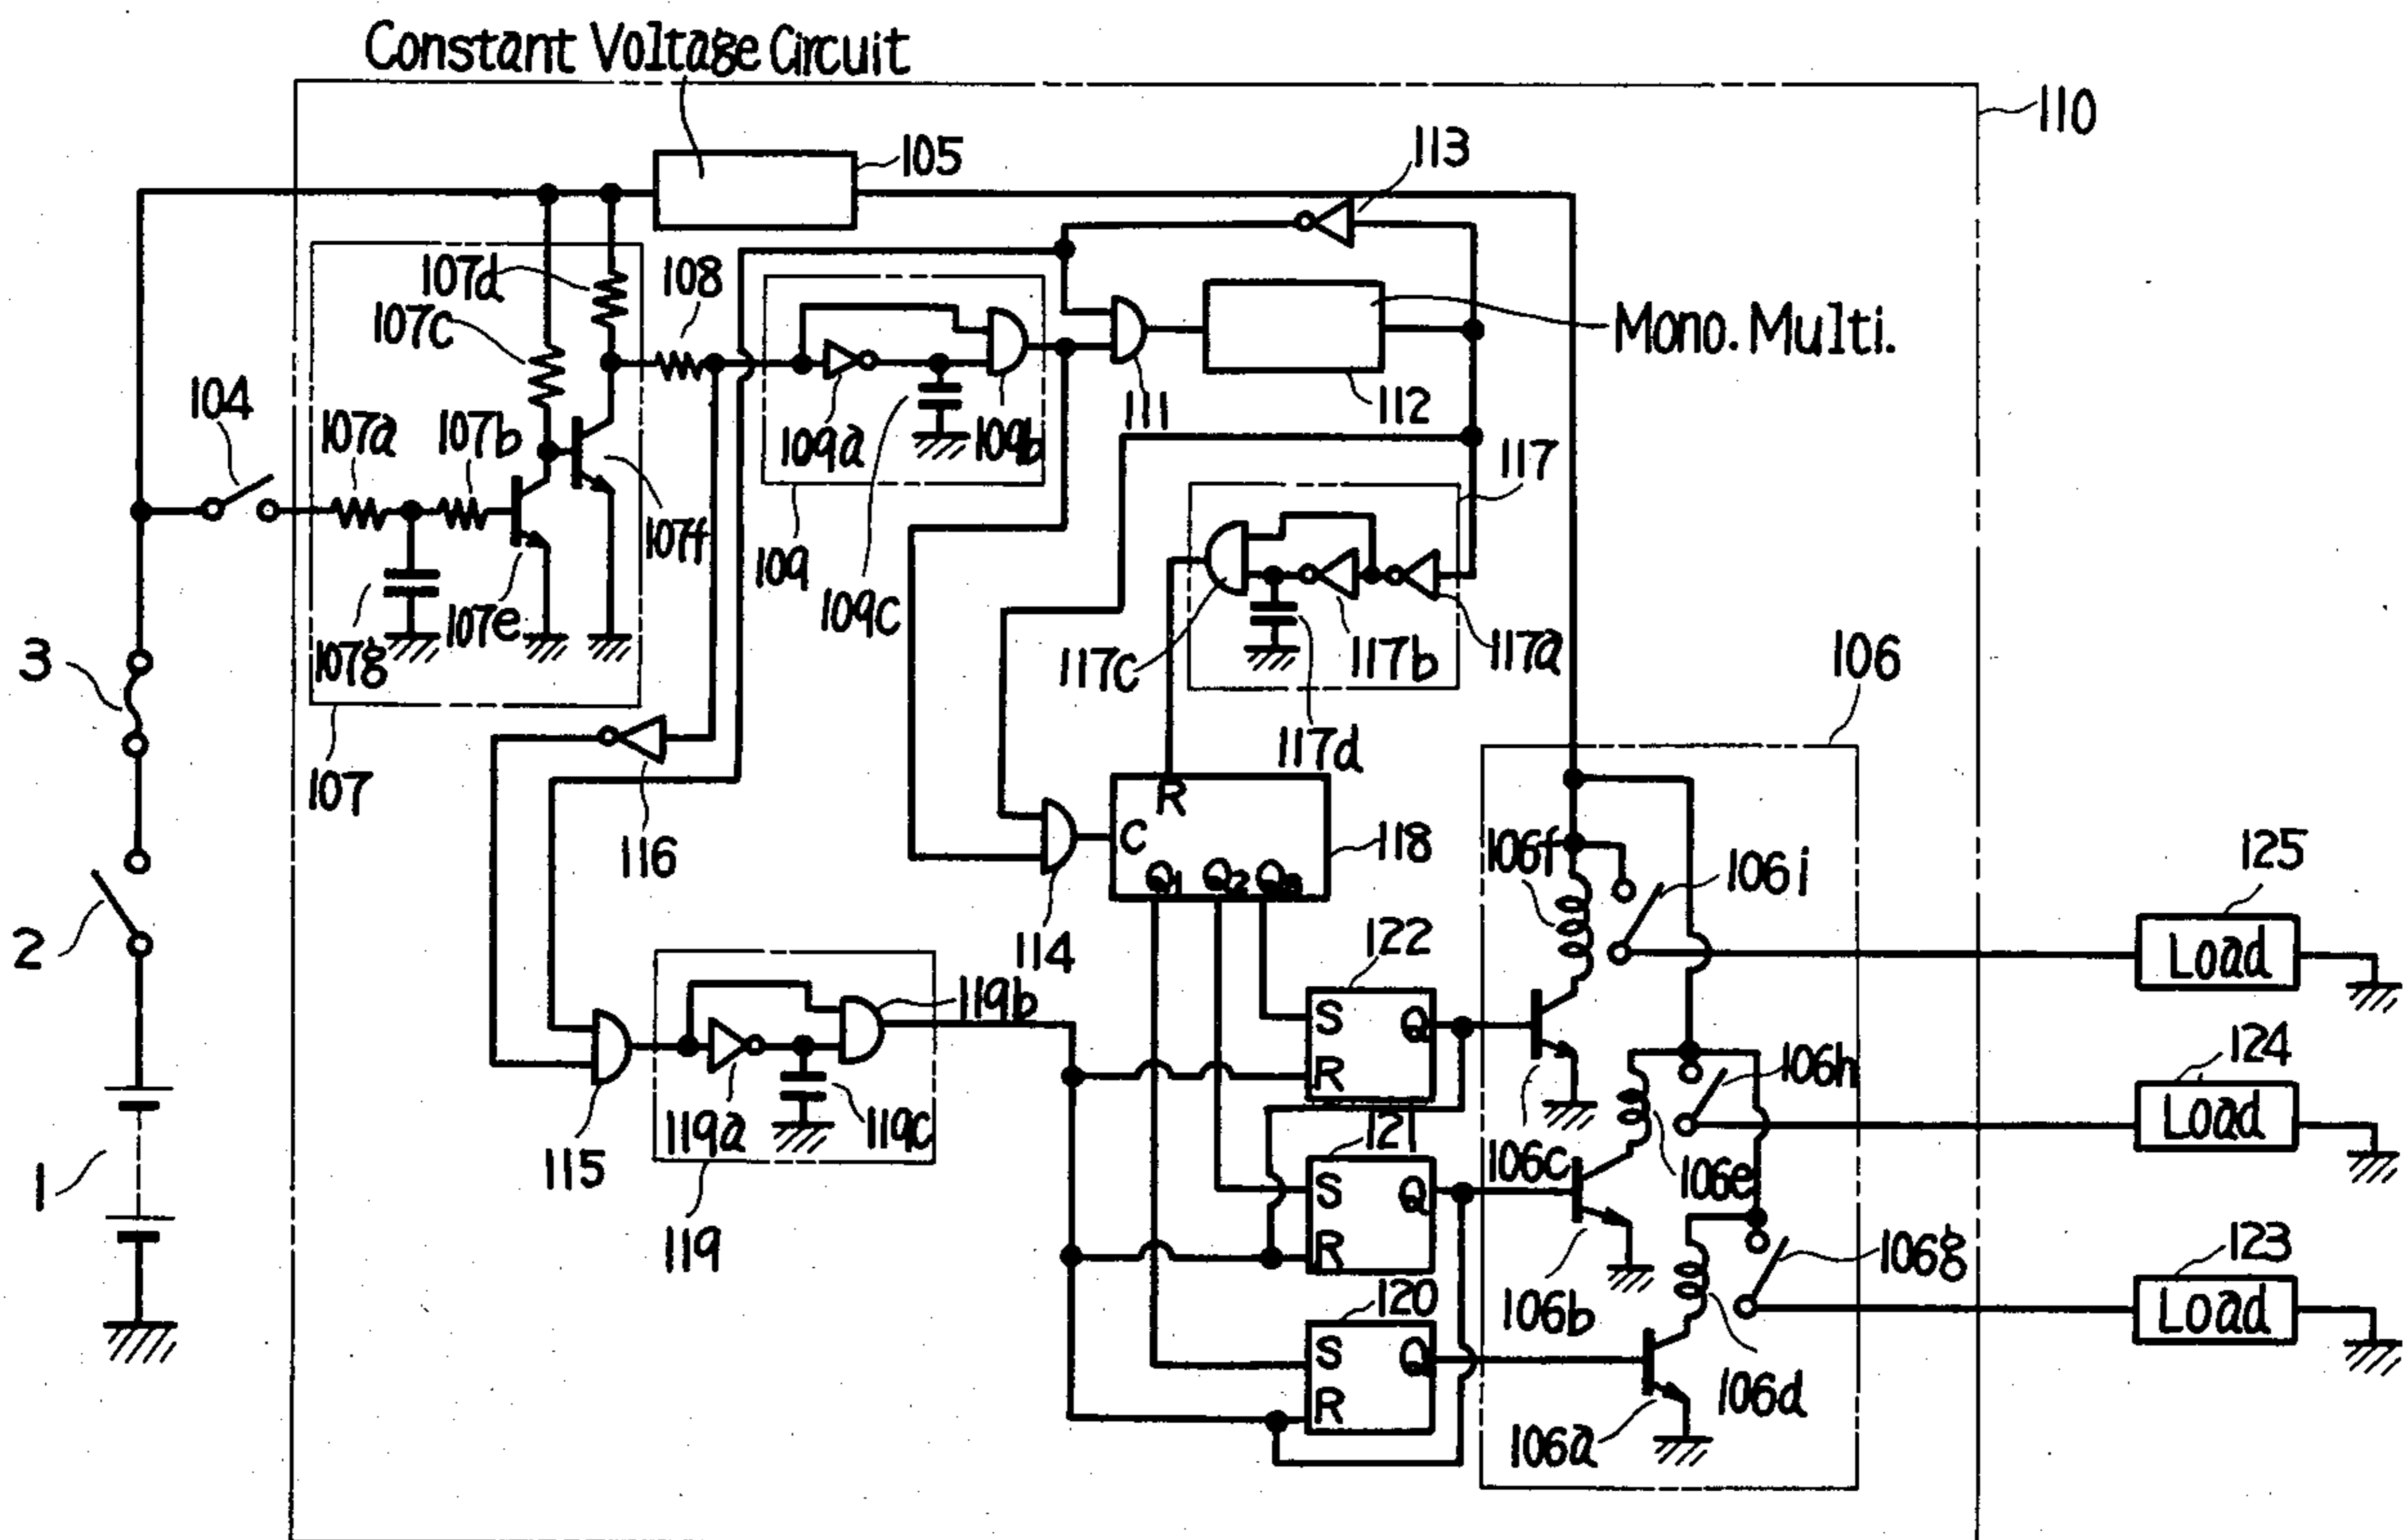 Constant Voltage Circuit
110
105
113
107d
108
107c
Mono. Multi.
104
107a
107b
109a
109b
111
112
117
107f
109
109c
107g
107e
117c
117b
117a
3
117d
106
107
116
R
C
Q1
Q2
Q3
118
106f
106i
125
Load
2
114
122
S
Q
R
119b
106h
124
Load
115
119a
119c
121
106c
106e
S
Q
R
1
119
120
106b
106g
123
Load
S
Q
R
106a
106d